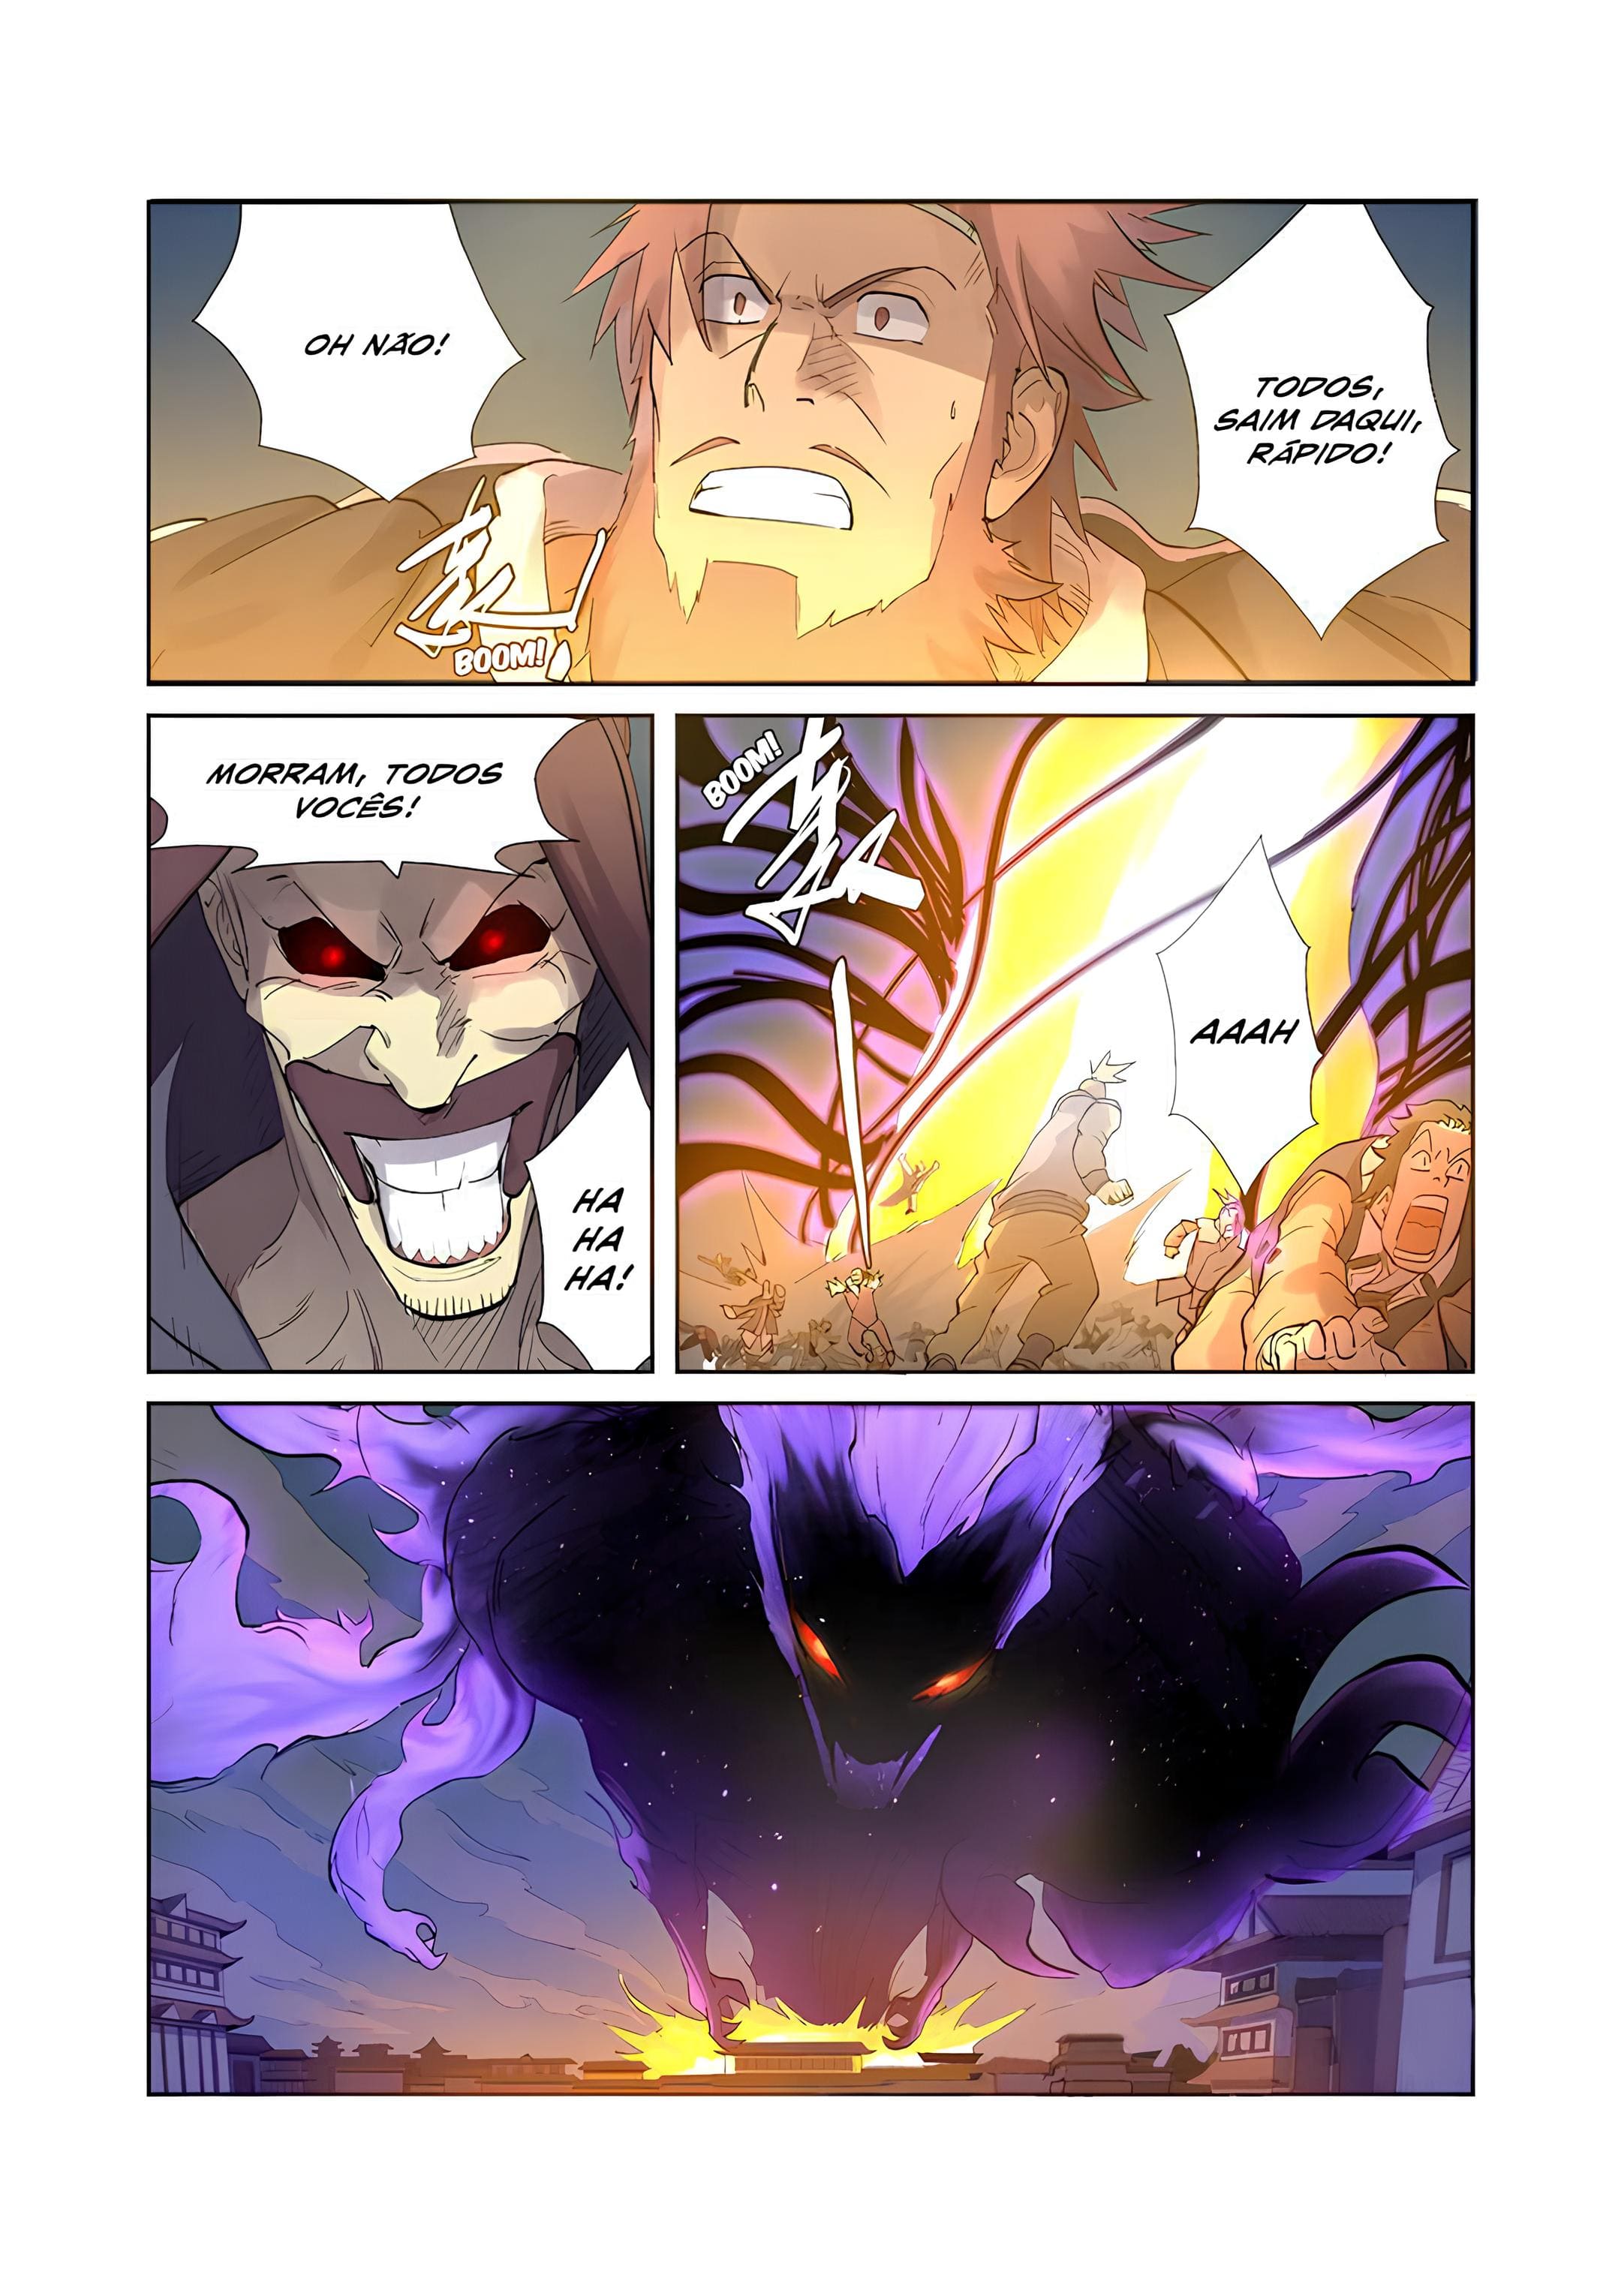 OH NÃO!
TODOS,
SAIM DAQUI,
RÁPIDO!
BOOM!
MORRAM, TODOS
VOCÊS!
HA
HA
HA!
BOOM!
AAAH